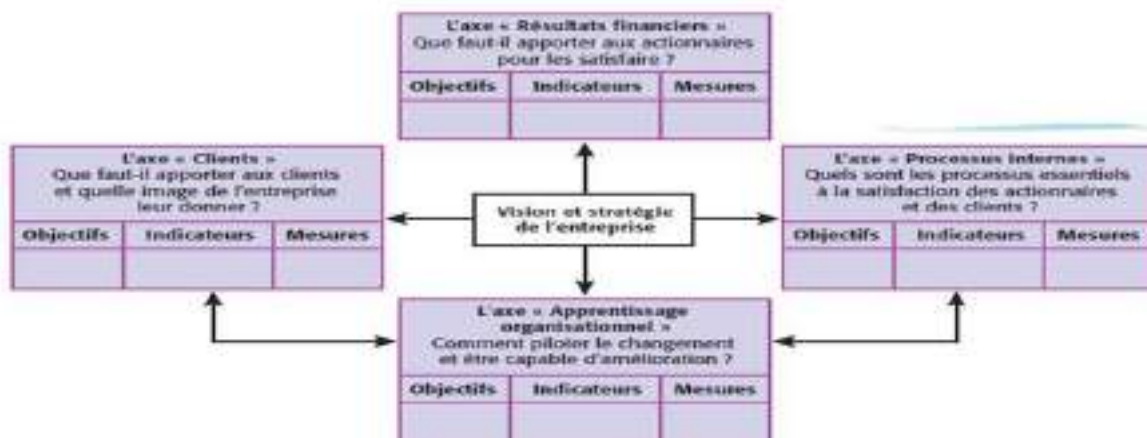 L'axe « Résultats financiers »
Que faut-il apporter aux actionnaires
pour les satisfaire ?
Objectifs Indicateurs Mesures
L'axe « Clients »
Que faut-il apporter aux clients
et quelle image de l'entreprise
leur donner ?
Objectifs Indicateurs Mesures
Vision et stratégie
de l'entreprise
L'axe « Processus internes »
Quels sont les processus essentiels
à la satisfaction des actionnaires
et des clients ?
Objectifs Indicateurs Mesures
L'axe « Apprentissage
organisationnel »
Comment piloter le changement
et être capable d'amélioration ?
Objectifs Indicateurs Mesures